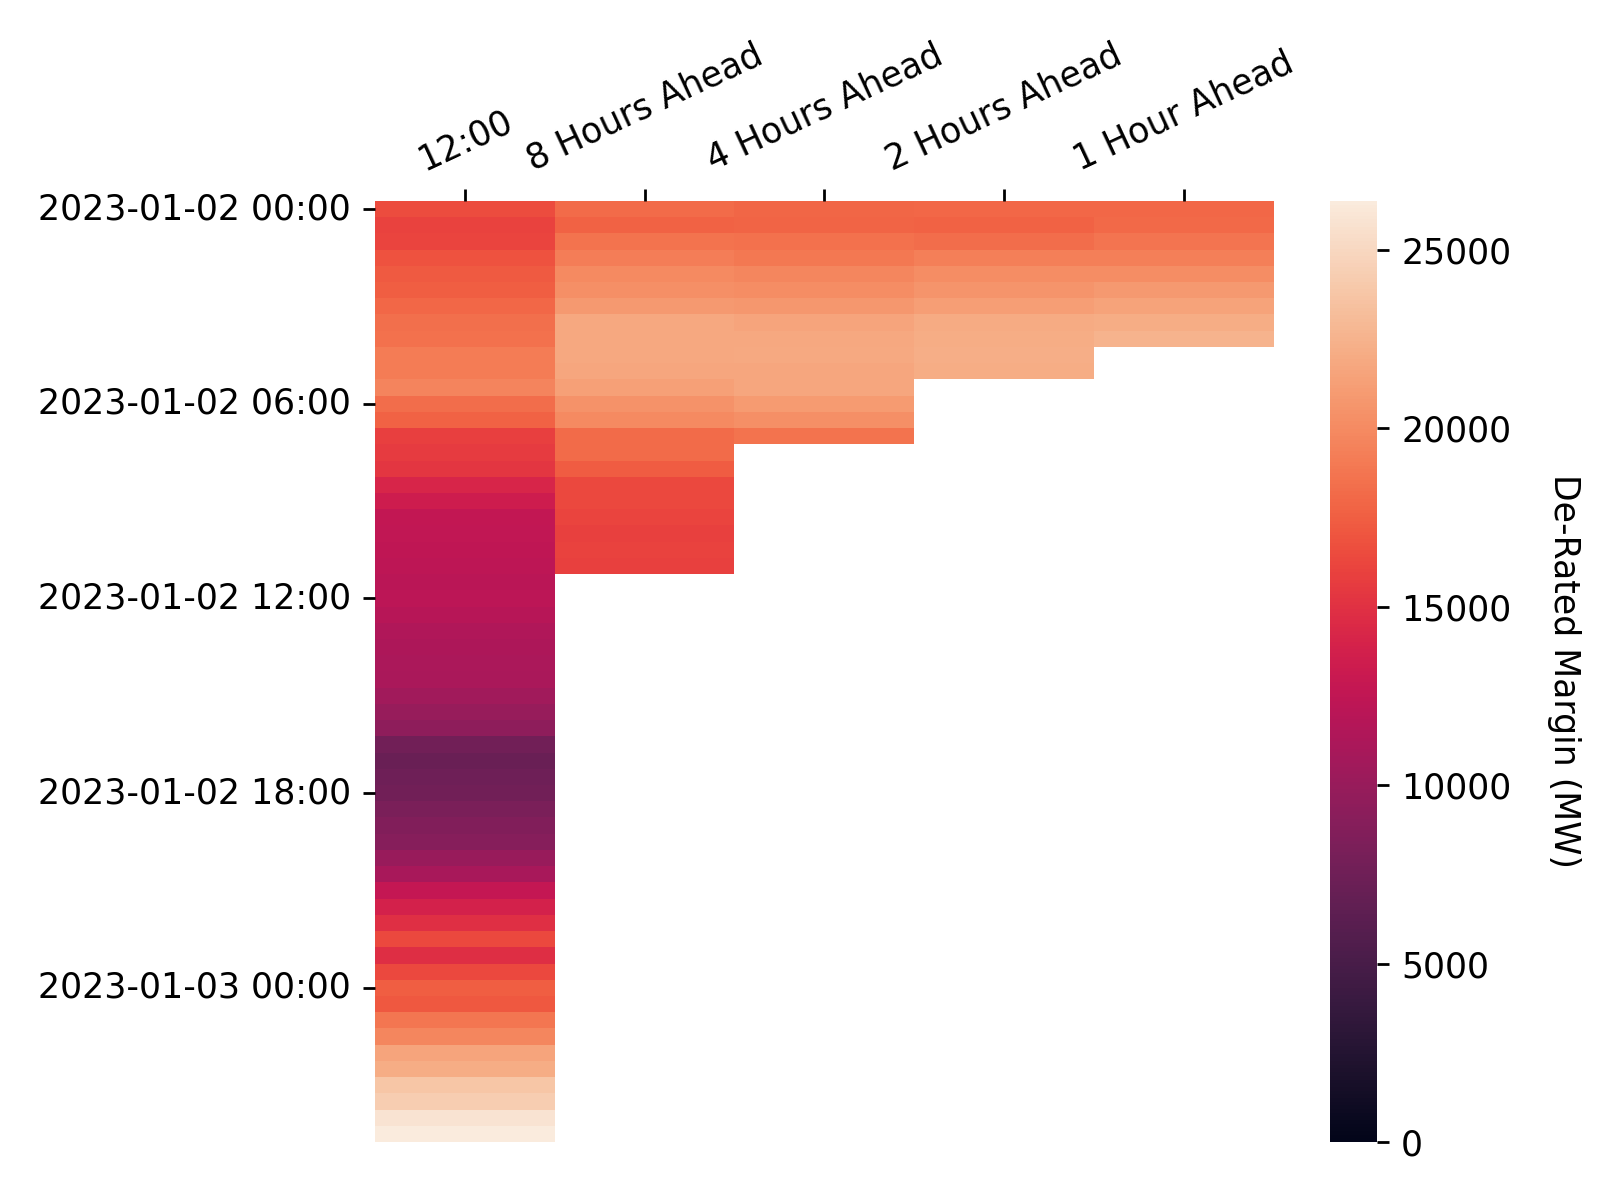 12:00
8 Hours Ahead
4 Hours Ahead
2 Hours Ahead
1 Hour Ahead
2023-01-02 00:00
2023-01-02 06:00
2023-01-02 12:00
2023-01-02 18:00
2023-01-03 00:00
25000
20000
15000
10000
5000
0
De-Rated Margin (MW)